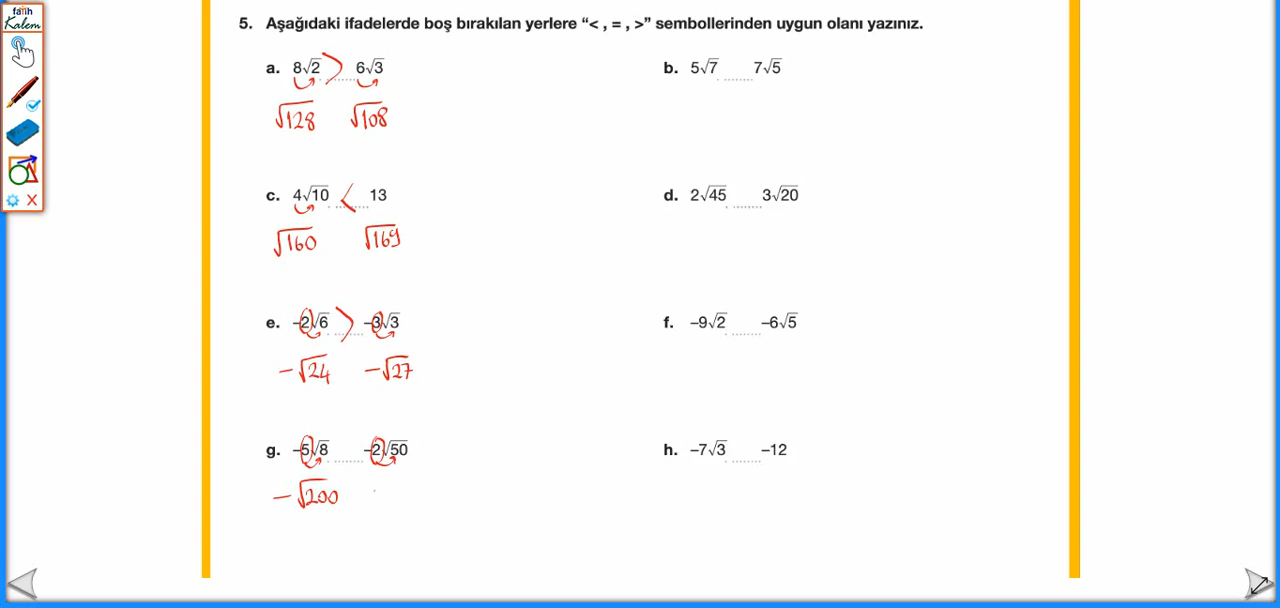 fatih
Kalem
5. Aşağıdaki ifadelerde boş bırakılan yerlere “< , = , >” sembollerinden uygun olanı yazınız.
a. 8√2 > 6√3
√128 √108
b. 5√7 ........ 7√5
c. 4√10 < 13
√160 √169
d. 2√45 ........ 3√20
e. –2√6 > –3√3
–√24 –√27
f. –9√2 ........ –6√5
g. –5√8 ........ –2√50
–√200
h. –7√3 ........ –12